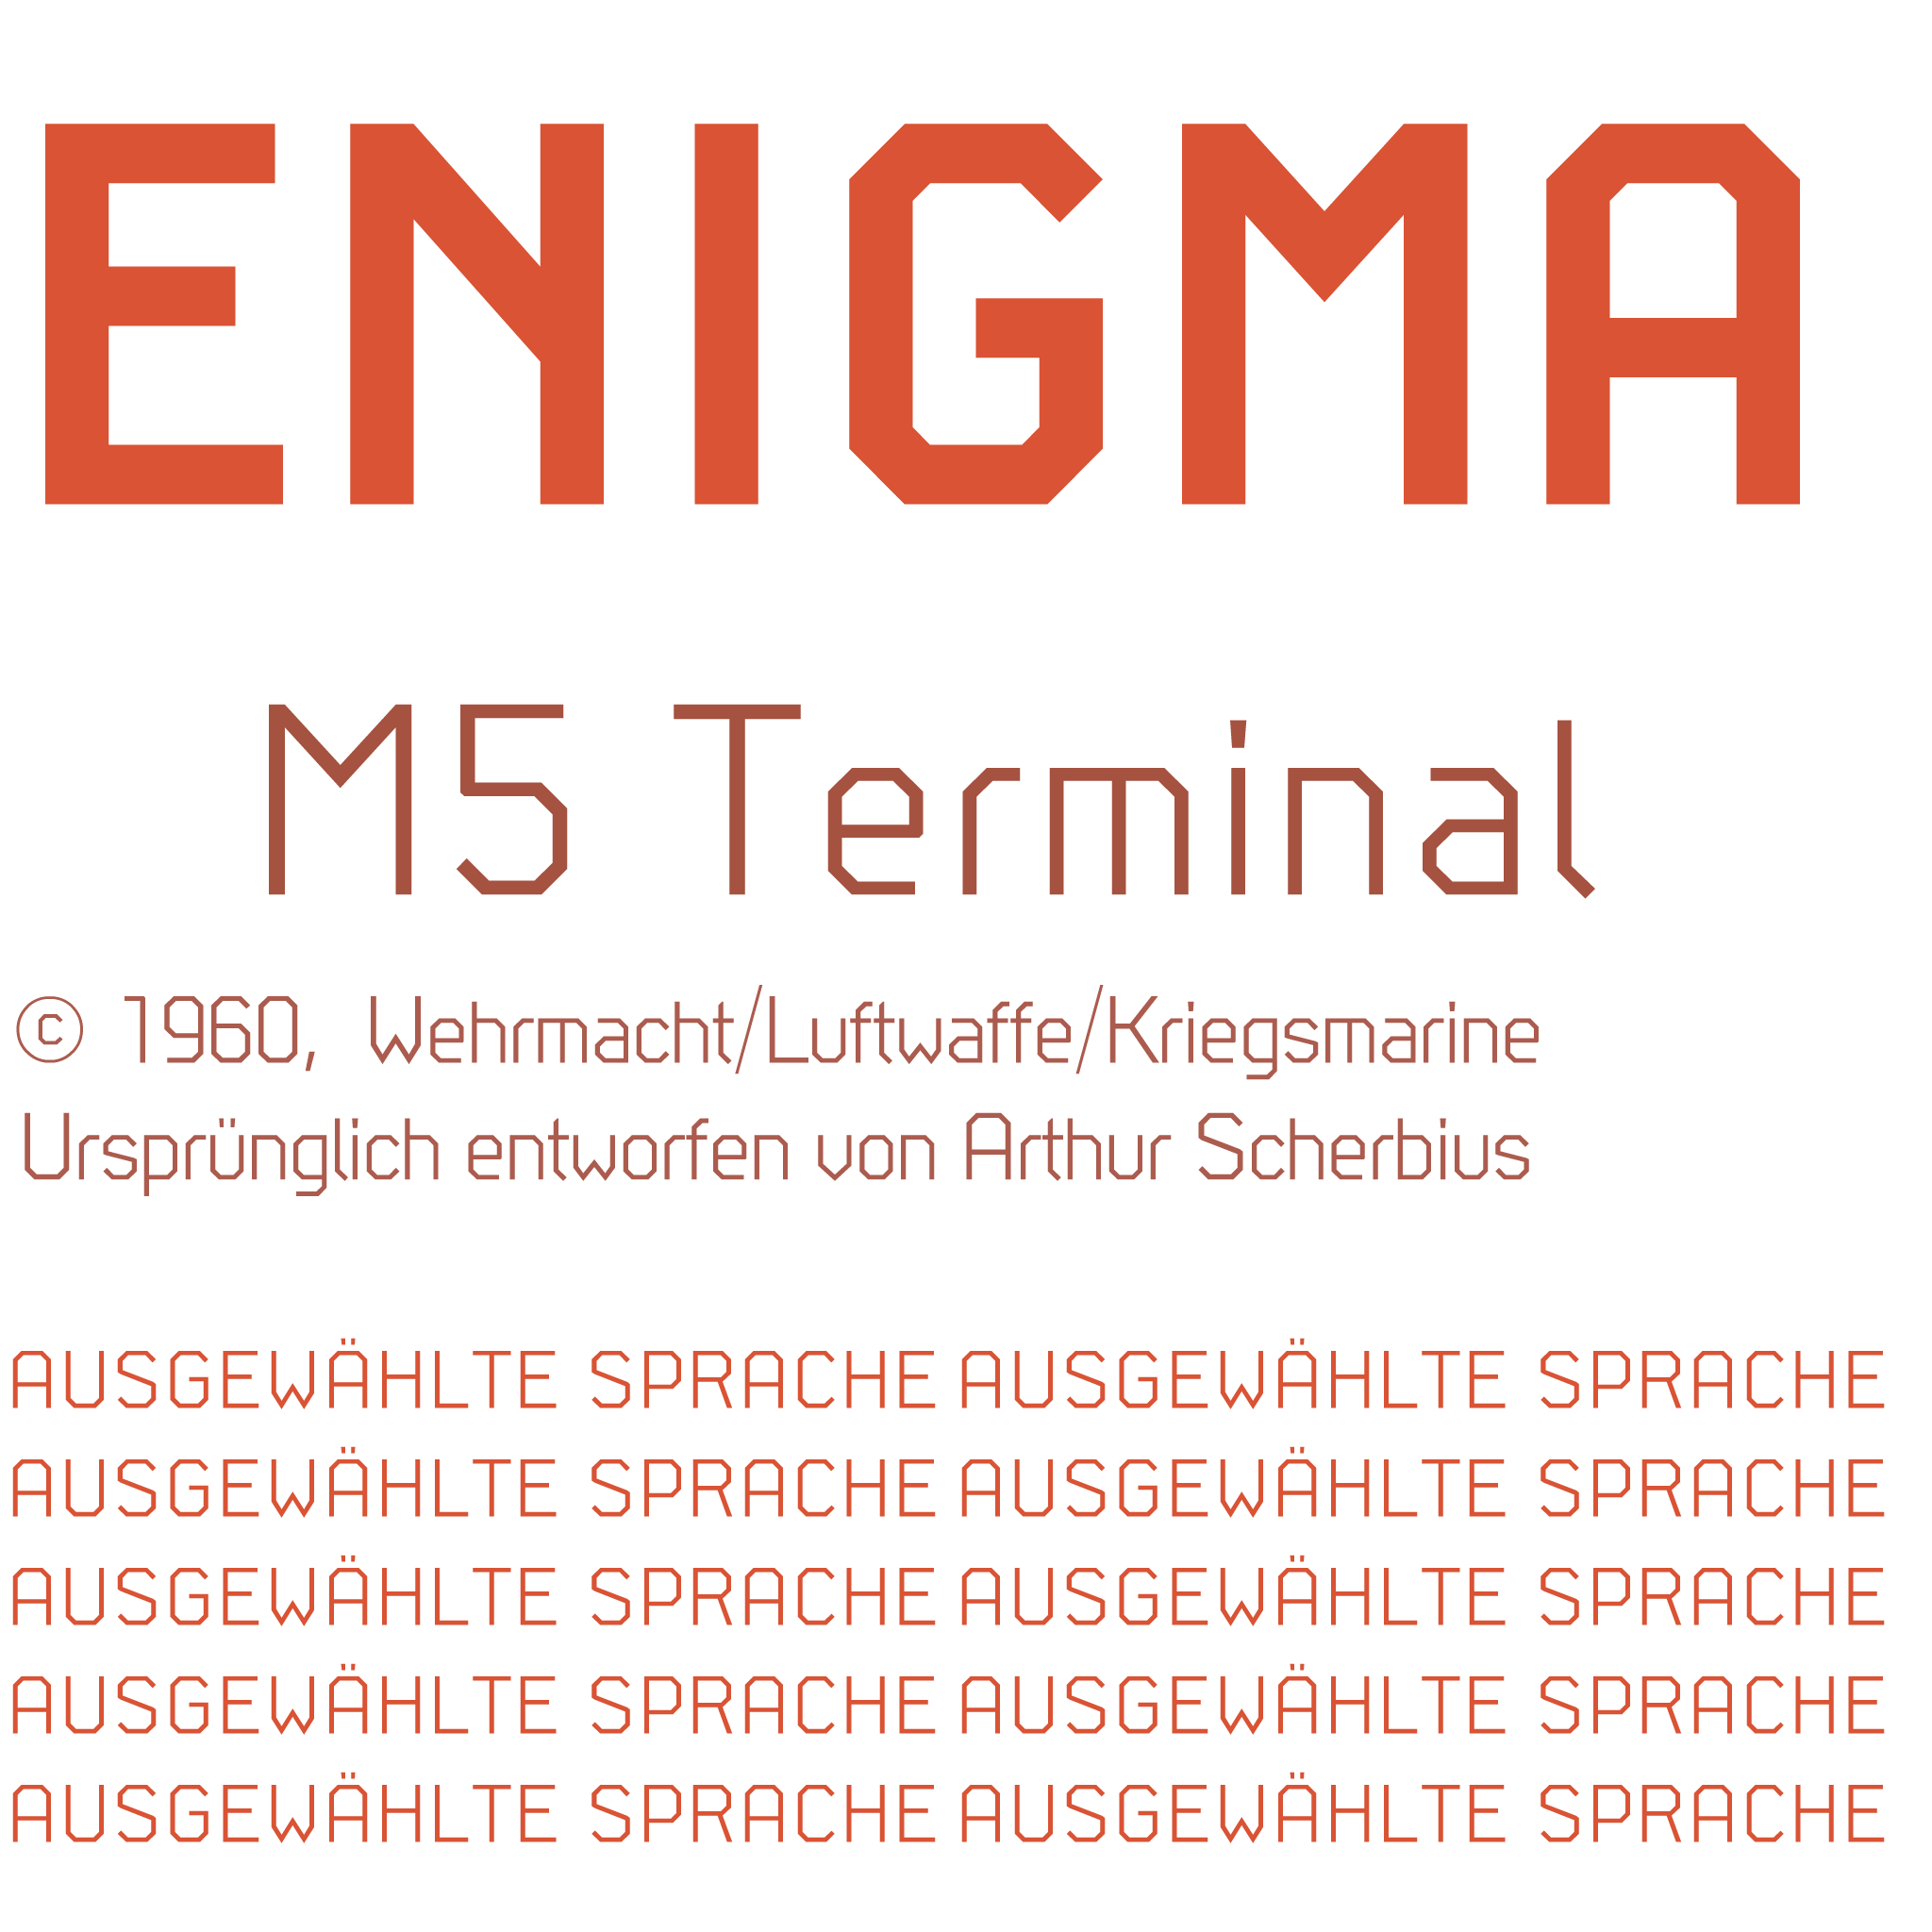 ENIGMA
M5 Terminal
© 1960, Wehrmacht/Luftwaffe/Kriegsmarine
Ursprünglich entworfen von Arthur Scherbius
AUSGEWÄHLTE SPRACHE AUSGEWÄHLTE SPRACHE
AUSGEWÄHLTE SPRACHE AUSGEWÄHLTE SPRACHE
AUSGEWÄHLTE SPRACHE AUSGEWÄHLTE SPRACHE
AUSGEWÄHLTE SPRACHE AUSGEWÄHLTE SPRACHE
AUSGEWÄHLTE SPRACHE AUSGEWÄHLTE SPRACHE